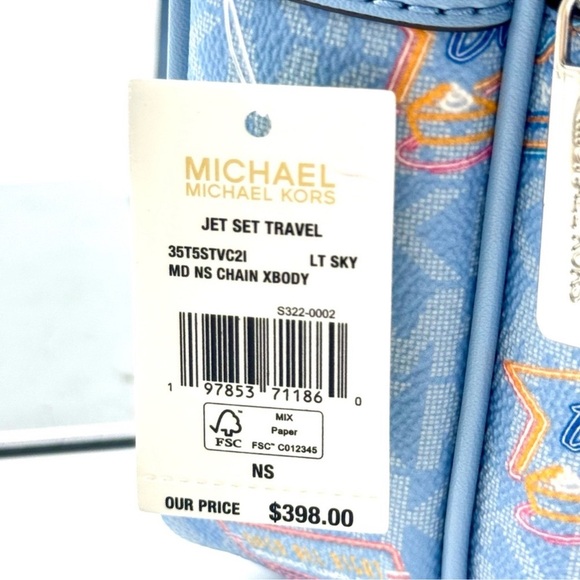 MICHAEL
MICHAEL KORS
JET SET TRAVEL
35T5STVC2I LT SKY
MD NS CHAIN XBODY
S322-0002
1 97853 71186 0
FSC
MIX
Paper
FSC™ C012345
NS
OUR PRICE $398.00